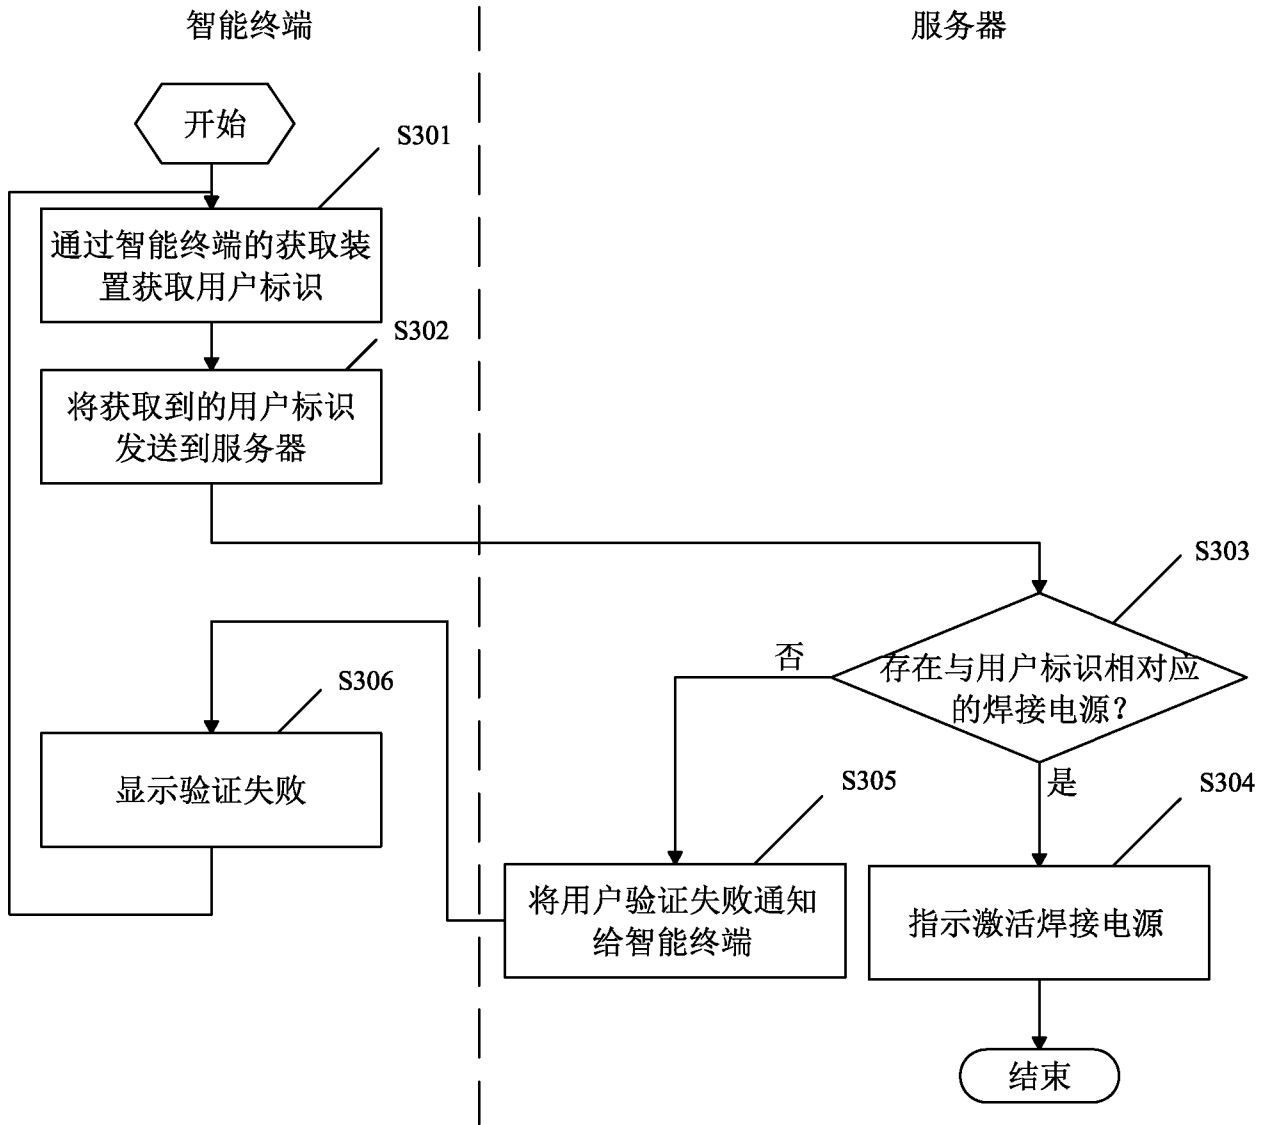 智能终端
服务器
开始
S301
通过智能终端的获取装
置获取用户标识
S302
将获取到的用户标识
发送到服务器
S303
存在与用户标识相对应
的焊接电源?
否
是
S306
显示验证失败
S305
将用户验证失败通知
给智能终端
S304
指示激活焊接电源
结束